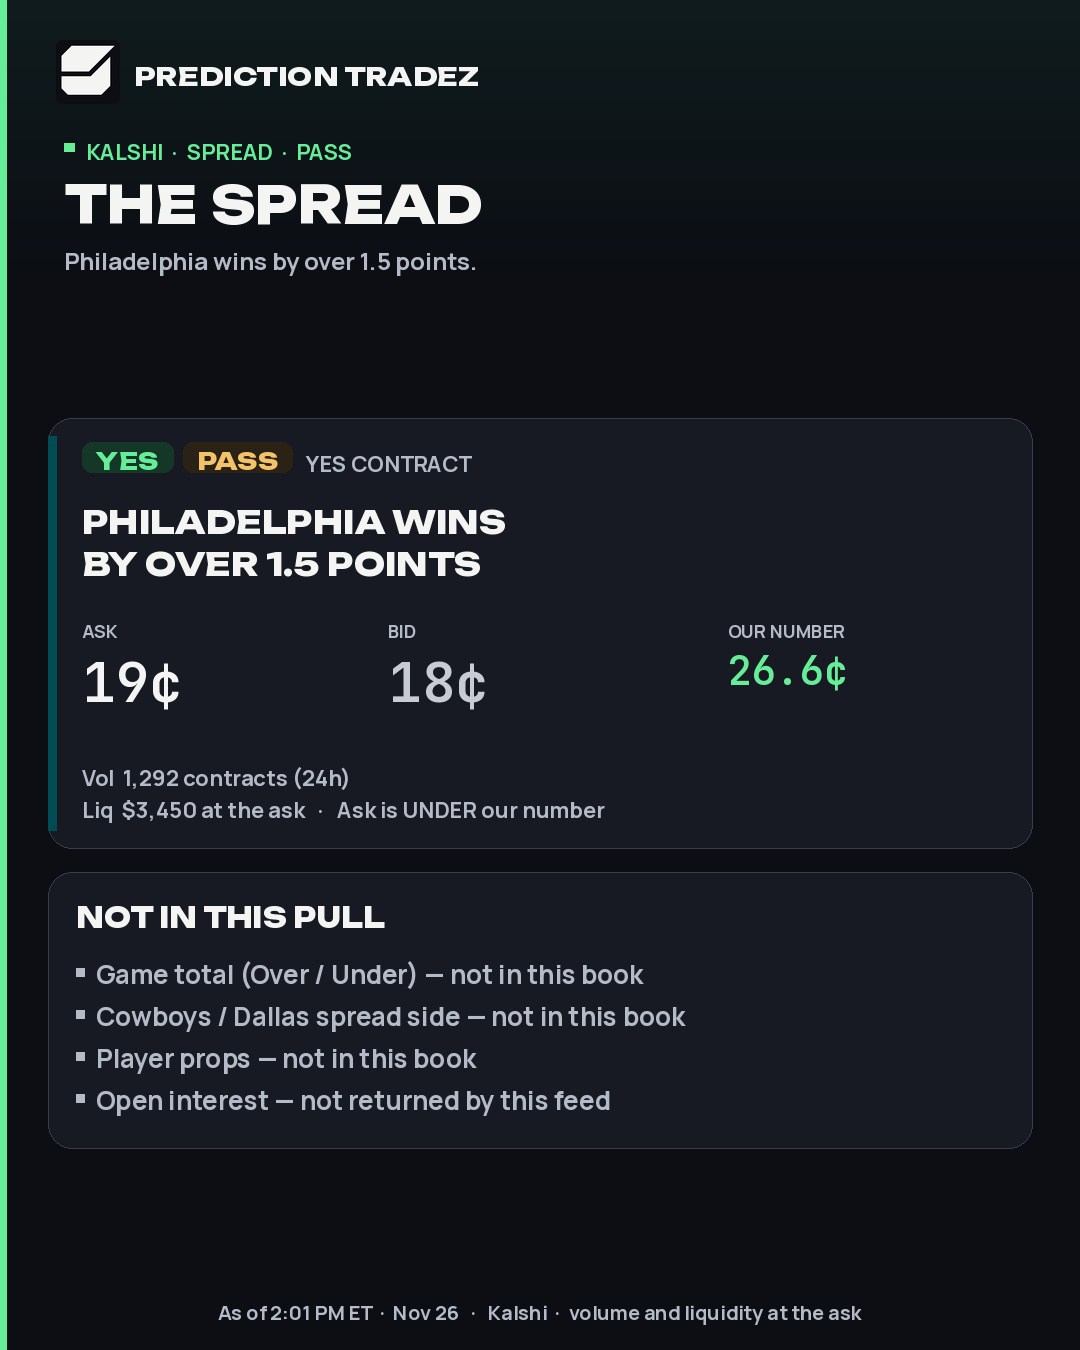 PREDICTION TRADEZ
KALSHI · SPREAD · PASS
THE SPREAD
Philadelphia wins by over 1.5 points.
YES PASS YES CONTRACT
PHILADELPHIA WINS
BY OVER 1.5 POINTS
ASK BID OUR NUMBER
19¢ 18¢ 26.6¢
Vol 1,292 contracts (24h)
Liq $3,450 at the ask · Ask is UNDER our number
NOT IN THIS PULL
Game total (Over / Under) — not in this book
Cowboys / Dallas spread side — not in this book
Player props — not in this book
Open interest — not returned by this feed
As of 2:01 PM ET · Nov 26 · Kalshi · volume and liquidity at the ask